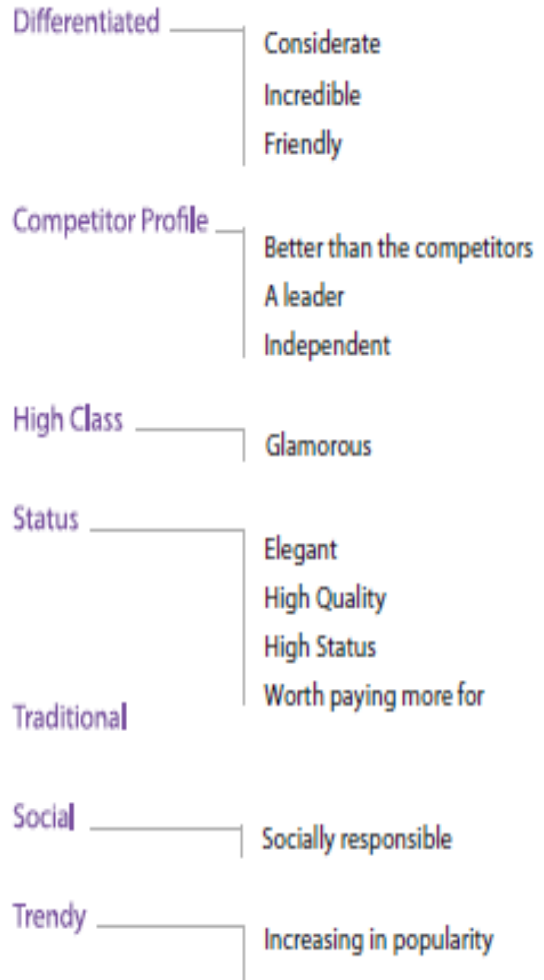 Differentiated
Considerate
Incredible
Friendly
Competitor Profile
Better than the competitors
A leader
Independent
High Class
Glamorous
Status
Elegant
High Quality
High Status
Worth paying more for
Traditional
Social
Socially responsible
Trendy
Increasing in popularity